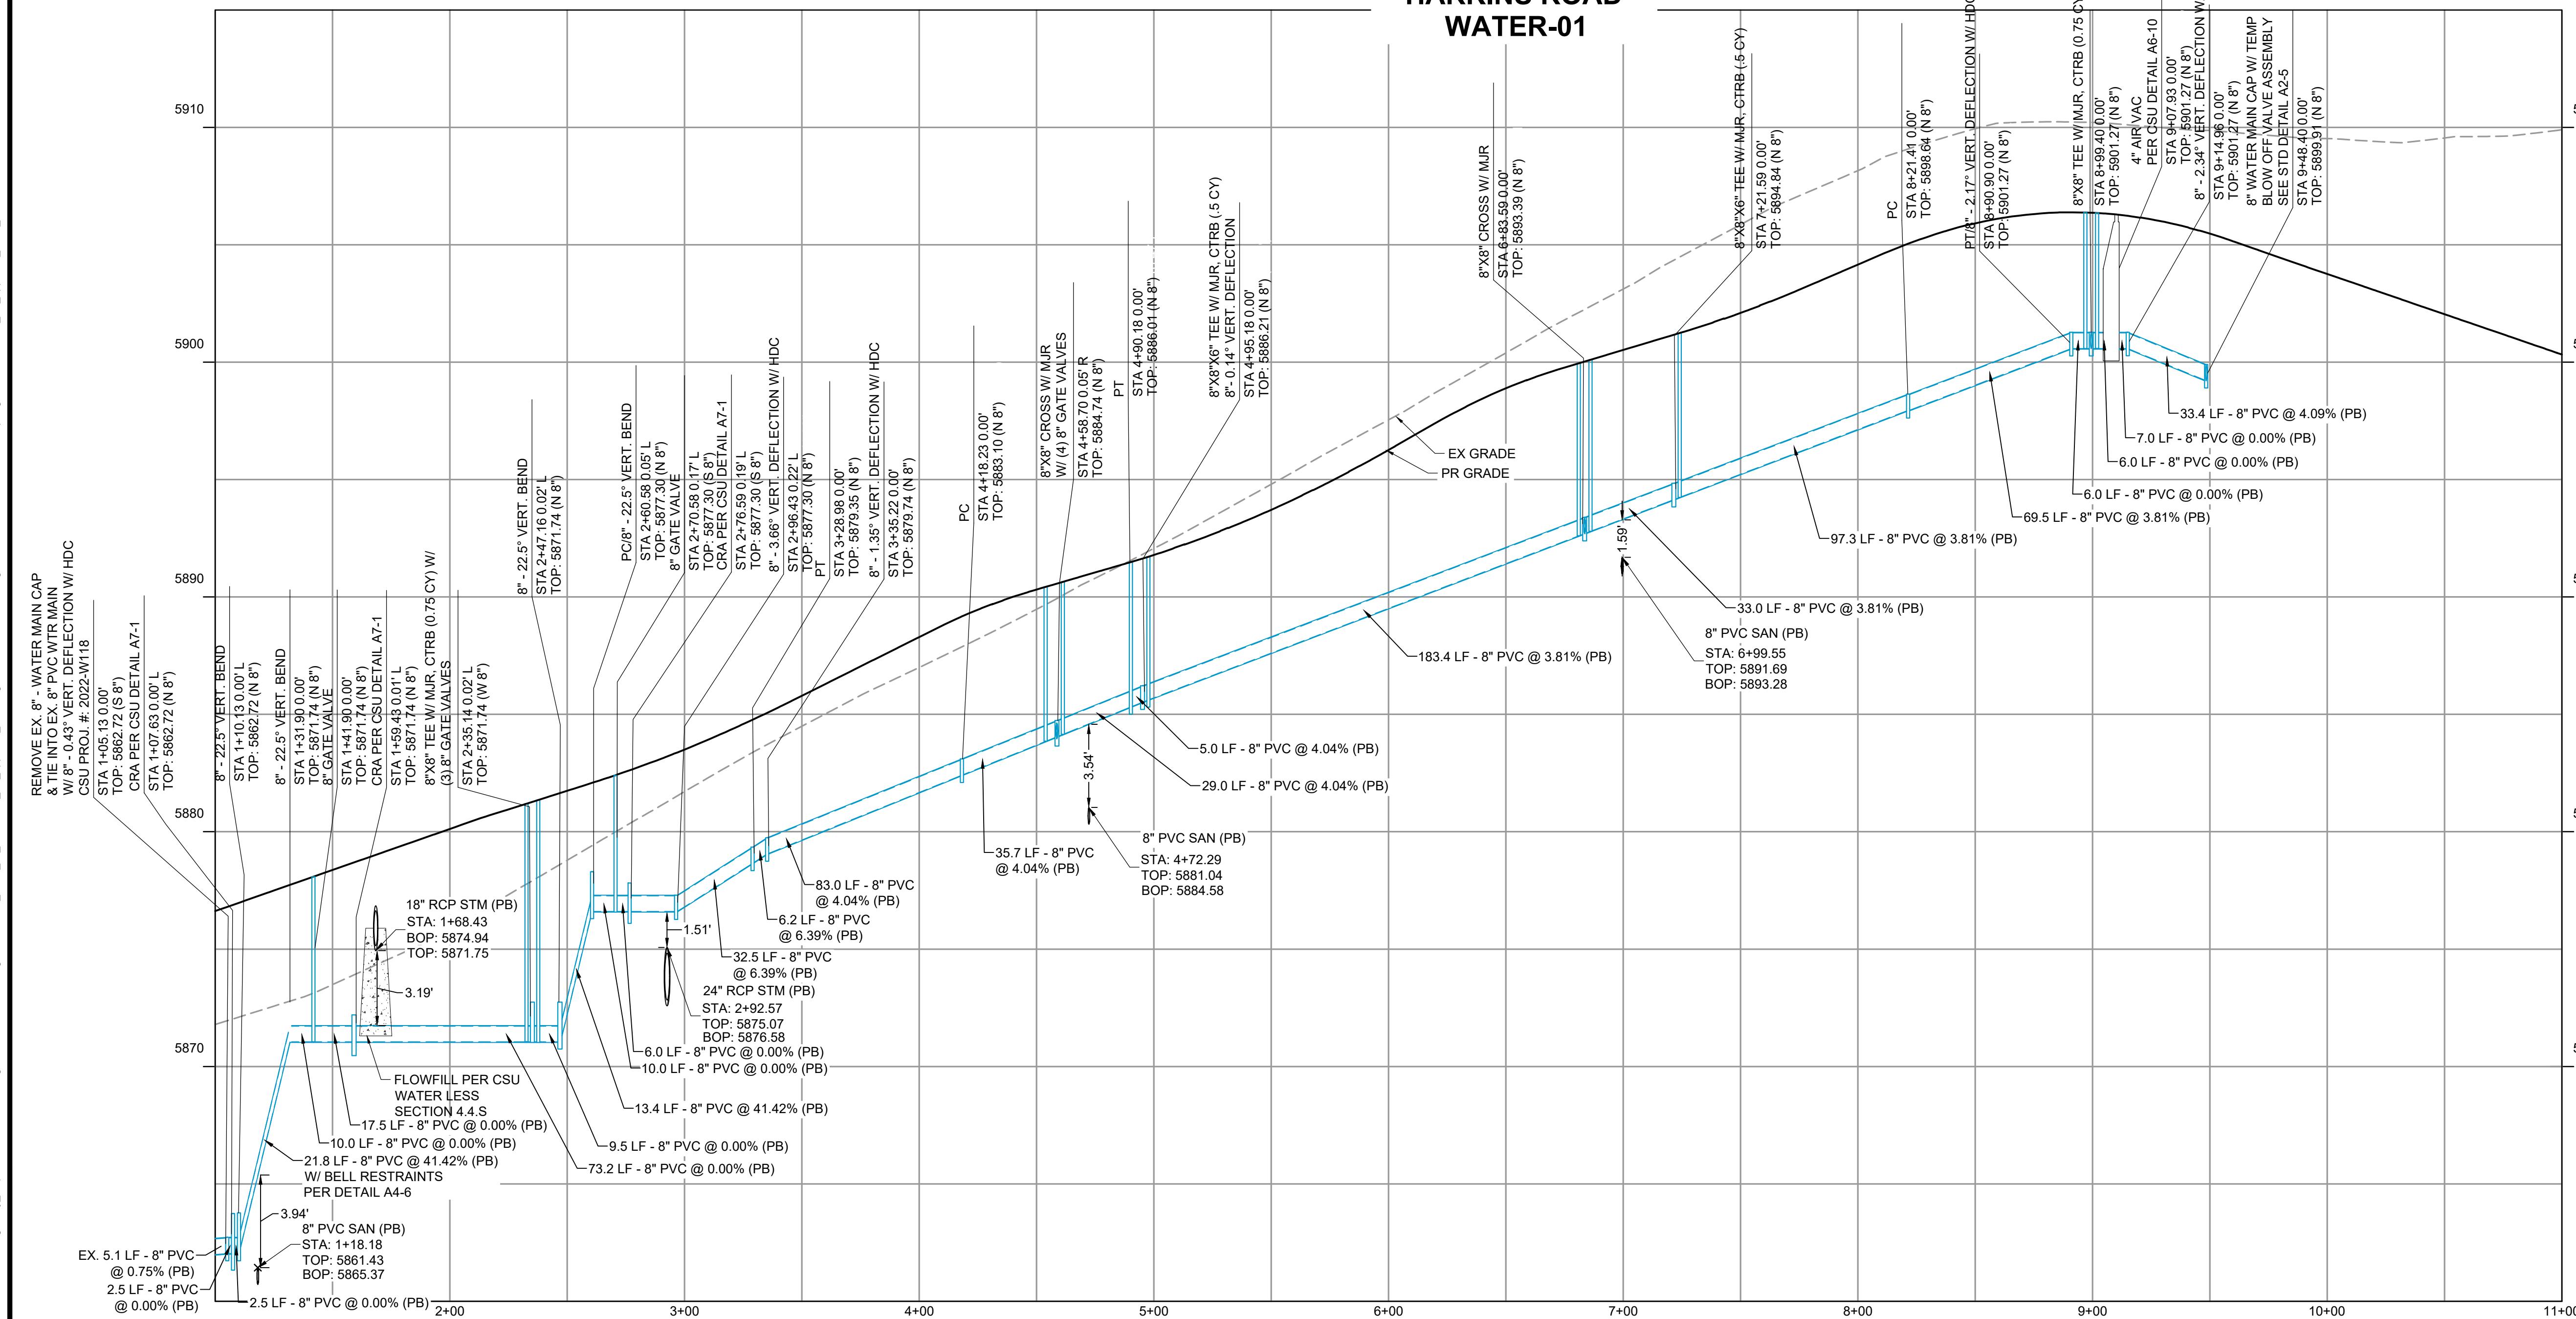 WATER-01
5910
5900
5890
5880
5870
REMOVE EX. 8" - WATER MAIN CAP
& TIE INTO EX. 8" PVC WTR MAIN
W/ 8" - 0.43° VERT. DEFLECTION W/ HDC
CSU PROJ. #: 2022-W118
STA 1+05.13 0.00'
TOP: 5862.72 (S 8")
CRA PER CSU DETAIL A7-1
STA 1+07.63 0.00' L
TOP: 5862.72 (N 8")
8" - 22.5° VERT. BEND
STA 1+10.13 0.00' L
TOP: 5862.72 (N 8")
8" - 22.5° VERT. BEND
STA 1+31.90 0.00'
TOP: 5871.74 (N 8")
8" GATE VALVE
STA 1+41.90 0.00'
TOP: 5871.74 (N 8")
CRA PER CSU DETAIL A7-1
STA 1+59.43 0.01' L
TOP: 5871.74 (N 8")
8"X8" TEE W/ MJR, CTRB (0.75 CY) W/
(3) 8" GATE VALVES
STA 2+35.14 0.02' L
TOP: 5871.74 (W 8")
8" - 22.5° VERT. BEND
STA 2+47.16 0.02' L
TOP: 5871.74 (N 8")
PC/8" - 22.5° VERT. BEND
STA 2+60.58 0.05' L
TOP: 5877.30 (N 8")
8" GATE VALVE
STA 2+70.58 0.17' L
TOP: 5877.30 (S 8")
CRA PER CSU DETAIL A7-1
STA 2+76.59 0.19' L
TOP: 5877.30 (S 8")
8" - 3.66° VERT. DEFLECTION W/ HDC
STA 2+96.43 0.22' L
TOP: 5877.30 (N 8")
PT
STA 3+28.98 0.00'
TOP: 5879.35 (N 8")
8" - 1.35° VERT. DEFLECTION W/ HDC
STA 3+35.22 0.00'
TOP: 5879.74 (N 8")
PC
STA 4+18.23 0.00'
TOP: 5883.10 (N 8")
8"X8" CROSS W/ MJR
W/ (4) 8" GATE VALVES
STA 4+58.70 0.05' R
TOP: 5884.74 (N 8")
PT
STA 4+90.18 0.00'
TOP: 5886.01 (N 8")
8"X8"X6" TEE W/ MJR, CTRB (.5 CY)
8"- 0.14° VERT. DEFLECTION
STA 4+95.18 0.00'
TOP: 5886.21 (N 8")
8"X8" CROSS W/ MJR
STA 6+83.59 0.00'
TOP: 5893.39 (N 8")
8"X8"X6" TEE W/ MJR, CTRB (.5 CY)
STA 7+21.59 0.00'
TOP: 5894.84 (N 8")
PC
STA 8+21.41 0.00'
TOP: 5898.64 (N 8")
PT/8" - 2.17° VERT. DEFLECTION W/ HDC
STA 8+90.90 0.00'
TOP: 5901.27 (N 8")
8"X8" TEE W/ MJR, CTRB (0.75 CY
STA 8+99.40 0.00'
TOP: 5901.27 (N 8")
4" AIR VAC
PER CSU DETAIL A6-10
STA 9+07.93 0.00'
TOP: 5901.27 (N 8")
8" - 2.34° VERT. DEFLECTION W
STA 9+14.96 0.00'
TOP: 5901.27 (N 8")
8" WATER MAIN CAP W/ TEMP
BLOW OFF VALVE ASSEMBLY
SEE STD DETAIL A2-5
STA 9+48.40 0.00'
TOP: 5899.91 (N 8")
EX GRADE
PR GRADE
33.4 LF - 8" PVC @ 4.09% (PB)
7.0 LF - 8" PVC @ 0.00% (PB)
6.0 LF - 8" PVC @ 0.00% (PB)
6.0 LF - 8" PVC @ 0.00% (PB)
69.5 LF - 8" PVC @ 3.81% (PB)
97.3 LF - 8" PVC @ 3.81% (PB)
1.59'
33.0 LF - 8" PVC @ 3.81% (PB)
8" PVC SAN (PB)
STA: 6+99.55
TOP: 5891.69
BOP: 5893.28
183.4 LF - 8" PVC @ 3.81% (PB)
5.0 LF - 8" PVC @ 4.04% (PB)
29.0 LF - 8" PVC @ 4.04% (PB)
3.54'
8" PVC SAN (PB)
STA: 4+72.29
TOP: 5881.04
BOP: 5884.58
35.7 LF - 8" PVC
@ 4.04% (PB)
83.0 LF - 8" PVC
@ 4.04% (PB)
6.2 LF - 8" PVC
@ 6.39% (PB)
1.51'
32.5 LF - 8" PVC
@ 6.39% (PB)
24" RCP STM (PB)
STA: 2+92.57
TOP: 5875.07
BOP: 5876.58
18" RCP STM (PB)
STA: 1+68.43
BOP: 5874.94
TOP: 5871.75
3.19'
6.0 LF - 8" PVC @ 0.00% (PB)
10.0 LF - 8" PVC @ 0.00% (PB)
13.4 LF - 8" PVC @ 41.42% (PB)
9.5 LF - 8" PVC @ 0.00% (PB)
73.2 LF - 8" PVC @ 0.00% (PB)
FLOWFILL PER CSU
WATER LESS
SECTION 4.4.S
17.5 LF - 8" PVC @ 0.00% (PB)
10.0 LF - 8" PVC @ 0.00% (PB)
21.8 LF - 8" PVC @ 41.42% (PB)
W/ BELL RESTRAINTS
PER DETAIL A4-6
3.94'
8" PVC SAN (PB)
STA: 1+18.18
TOP: 5861.43
BOP: 5865.37
EX. 5.1 LF - 8" PVC
@ 0.75% (PB)
2.5 LF - 8" PVC
@ 0.00% (PB)
2.5 LF - 8" PVC @ 0.00% (PB)
2+00
3+00
4+00
5+00
6+00
7+00
8+00
9+00
10+00